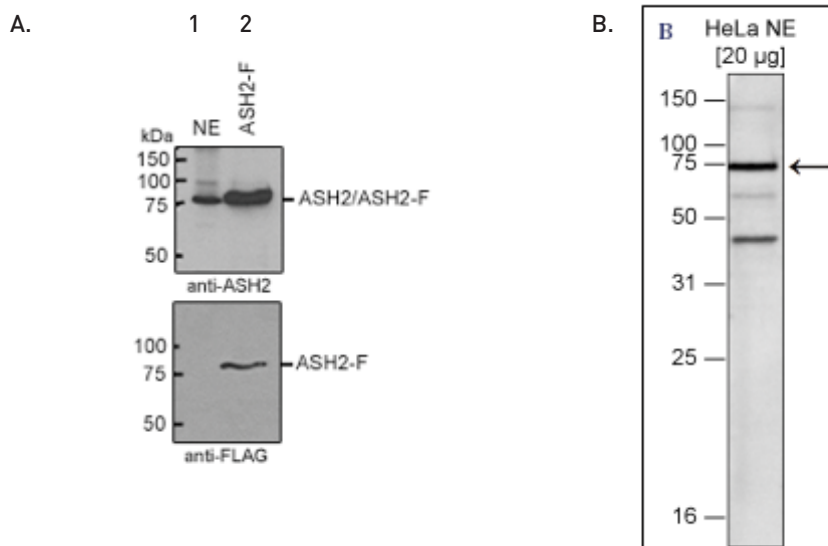 A.
1 2
NE ASH2-F
kDa
150
100
75
50
ASH2/ASH2-F
anti-ASH2
100
75
50
ASH2-F
anti-FLAG
B.
B HeLa NE
[20 µg]
150
100
75
50
31
25
16